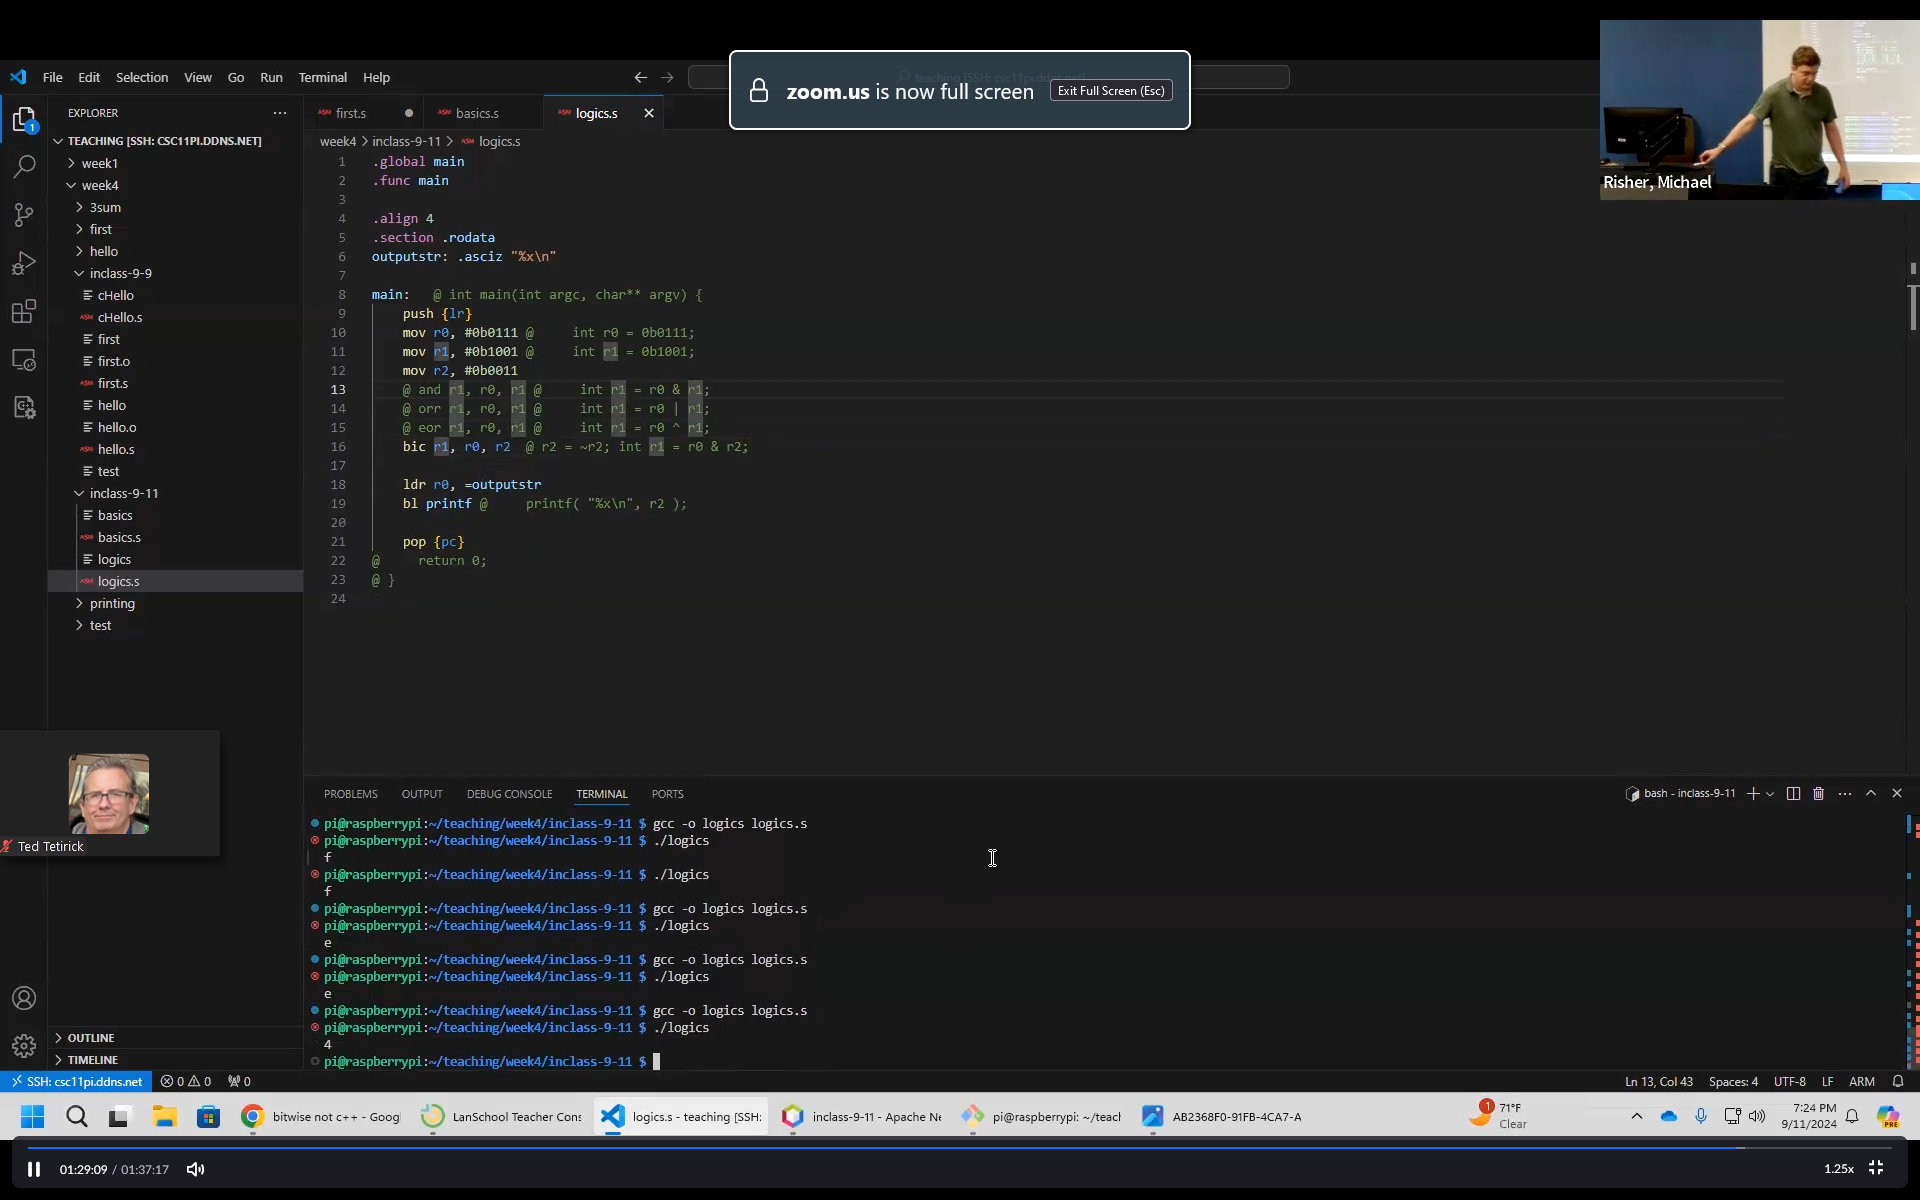 zoom.us is now full screen Exit Full Screen (Esc)
Risher, Michael
File Edit Selection View Go Run Terminal Help
EXPLORER
TEACHING [SSH: CSC11PI.DDNS.NET]
week1
week4
3sum
first
hello
inclass-9-9
cHello
cHello.s
first
first.o
first.s
hello
hello.o
hello.s
test
inclass-9-11
basics
basics.s
logics
logics.s
printing
test
OUTLINE
TIMELINE
Ted Tetirick
first.s basics.s logics.s
week4 > inclass-9-11 > logics.s
1 .global main
2 .func main
3
4 .align 4
5 .section .rodata
6 outputstr: .asciz "%x\n"
7
8 main: @ int main(int argc, char** argv) {
9 push {lr}
10 mov r0, #0b0111 @ int r0 = 0b0111;
11 mov r1, #0b1001 @ int r1 = 0b1001;
12 mov r2, #0b0011
13 @ and r1, r0, r1 @ int r1 = r0 & r1;
14 @ orr r1, r0, r1 @ int r1 = r0 | r1;
15 @ eor r1, r0, r1 @ int r1 = r0 ^ r1;
16 bic r1, r0, r2 @ r2 = ~r2; int r1 = r0 & r2;
17
18 ldr r0, =outputstr
19 bl printf @ printf( "%x\n", r2 );
20
21 pop {pc}
22 @ return 0;
23 @ }
24
PROBLEMS OUTPUT DEBUG CONSOLE TERMINAL PORTS
bash - inclass-9-11
pi@raspberrypi:~/teaching/week4/inclass-9-11 $ gcc -o logics logics.s
pi@raspberrypi:~/teaching/week4/inclass-9-11 $ ./logics
f
pi@raspberrypi:~/teaching/week4/inclass-9-11 $ ./logics
f
pi@raspberrypi:~/teaching/week4/inclass-9-11 $ gcc -o logics logics.s
pi@raspberrypi:~/teaching/week4/inclass-9-11 $ ./logics
e
pi@raspberrypi:~/teaching/week4/inclass-9-11 $ gcc -o logics logics.s
pi@raspberrypi:~/teaching/week4/inclass-9-11 $ ./logics
e
pi@raspberrypi:~/teaching/week4/inclass-9-11 $ gcc -o logics logics.s
pi@raspberrypi:~/teaching/week4/inclass-9-11 $ ./logics
4
pi@raspberrypi:~/teaching/week4/inclass-9-11 $
SSH: csc11pi.ddns.net 0 0 0 Ln 13, Col 43 Spaces: 4 UTF-8 LF ARM
bitwise not c++ - Googl LanSchool Teacher Cons logics.s - teaching [SSH: inclass-9-11 - Apache Ne pi@raspberrypi: ~/teach AB2368F0-91FB-4CA7-A
1 71°F
Clear
7:24 PM
9/11/2024
PRE
01:29:09 / 01:37:17 1.25x